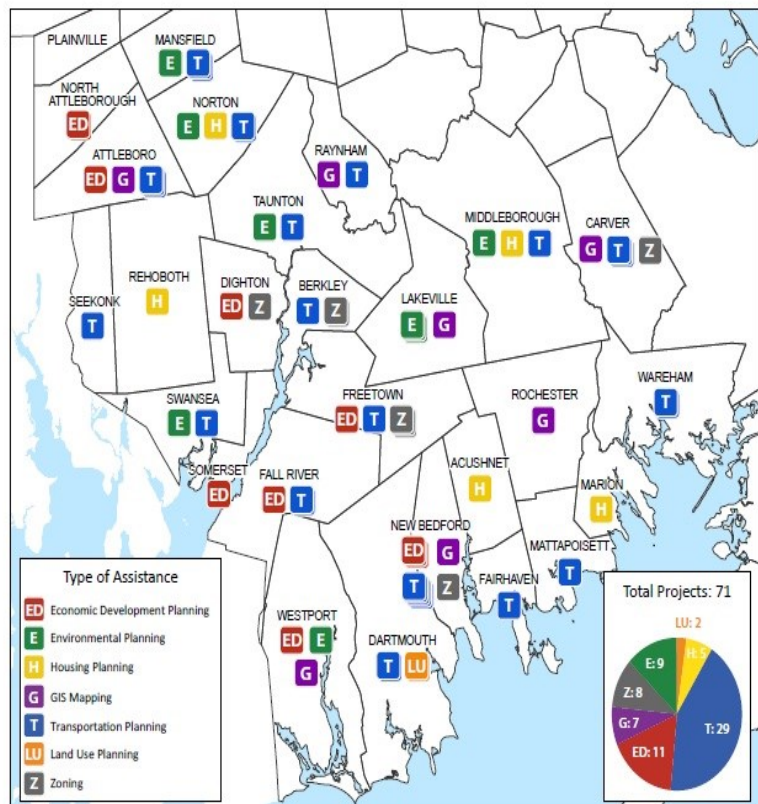 PLAINVILLE
MANSFIELD
E T
NORTH
ATTLEBOROUGH
ED
NORTON
E H T
ATTLEBORO
ED G T
RAYNHAM
G T
TAUNTON
E T
MIDDLEBOROUGH
E H T
CARVER
G T Z
REHOBOTH
H
DIGHTON
ED Z
BERKLEY
T Z
LAKEVILLE
E G
SEEKONK
T
SWANSEA
E T
FREETOWN
ED T Z
ROCHESTER
G
WAREHAM
T
SOMERSET
ED
FALL RIVER
ED T
ACUSHNET
H
MARION
H
NEW BEDFORD
ED G
T Z
MATTAPOISETT
T
FAIRHAVEN
T
WESTPORT
ED E
G
DARTMOUTH
T LU
Type of Assistance
ED Economic Development Planning
E Environmental Planning
H Housing Planning
G GIS Mapping
T Transportation Planning
LU Land Use Planning
Z Zoning
Total Projects: 71
LU: 2
H: 5
E: 9
Z: 8
G: 7
T: 29
ED: 11